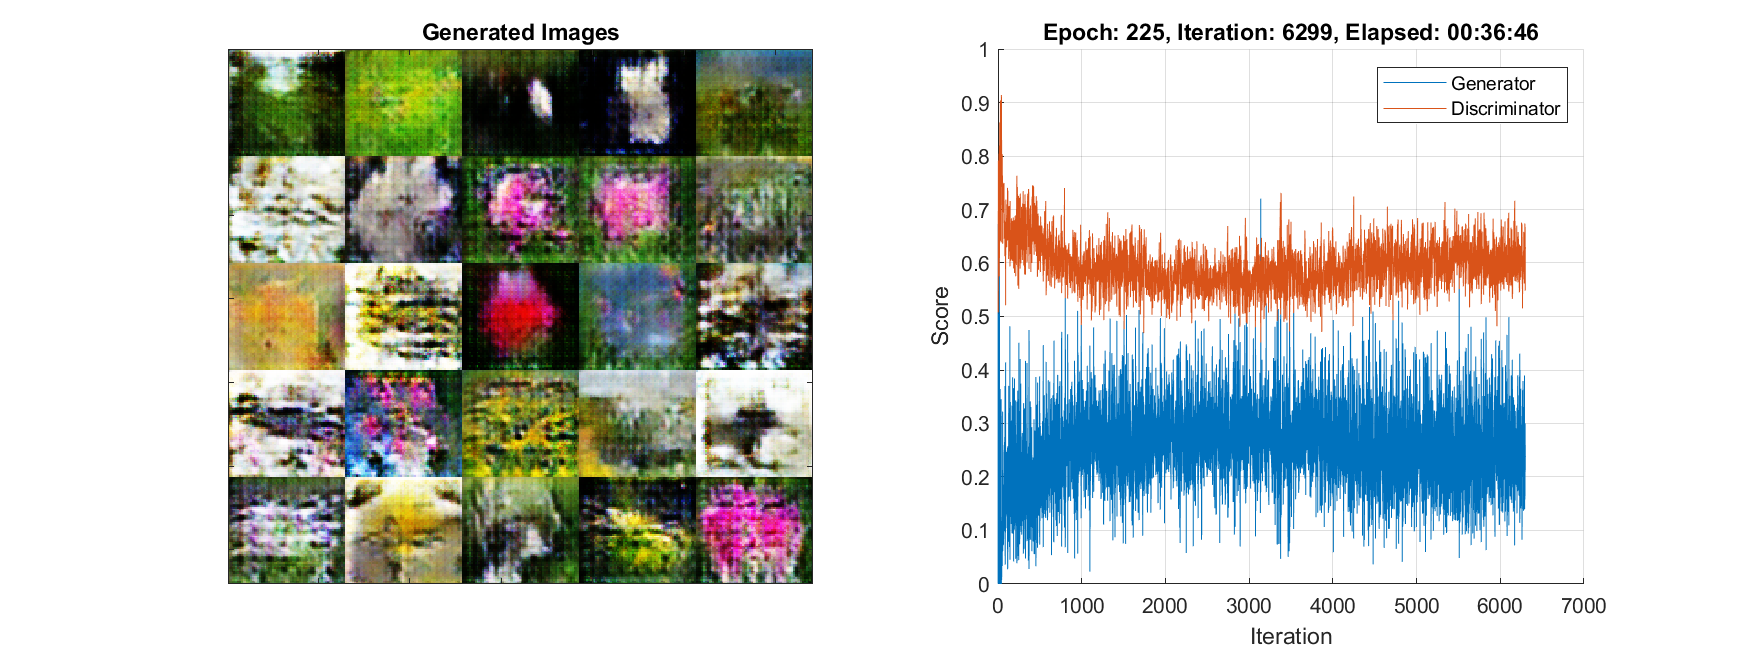 Generated Images
Epoch: 225, Iteration: 6299, Elapsed: 00:36:46
1
0.9
0.8
0.7
0.6
0.5
0.4
0.3
0.2
0.1
0
Score
Generator
Discriminator
0 1000 2000 3000 4000 5000 6000 7000
Iteration